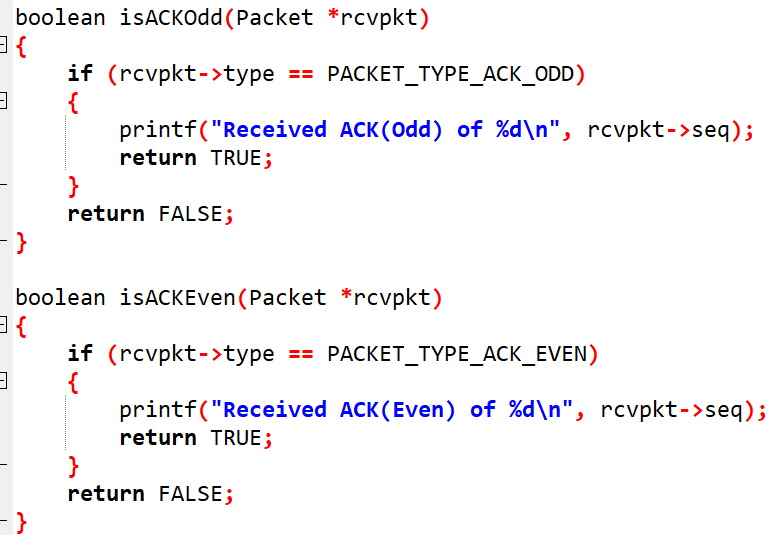 boolean isACKOdd(Packet *rcvpkt)
{
    if (rcvpkt->type == PACKET_TYPE_ACK_ODD)
    {
        printf("Received ACK(Odd) of %d\n", rcvpkt->seq);
        return TRUE;
    }
    return FALSE;
}

boolean isACKEven(Packet *rcvpkt)
{
    if (rcvpkt->type == PACKET_TYPE_ACK_EVEN)
    {
        printf("Received ACK(Even) of %d\n", rcvpkt->seq);
        return TRUE;
    }
    return FALSE;
}